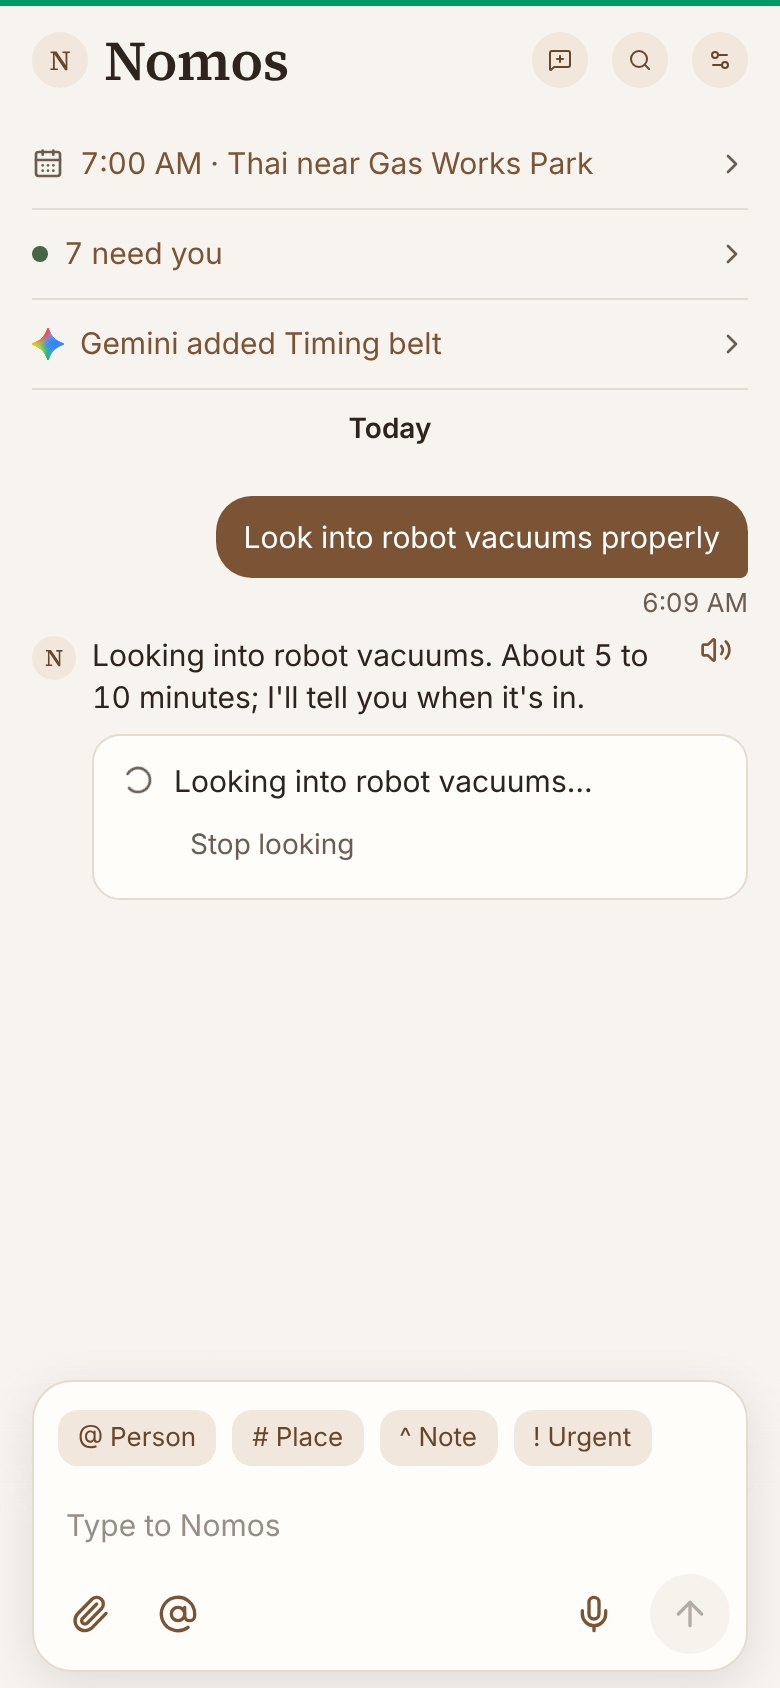 N Nomos
7:00 AM · Thai near Gas Works Park
7 need you
Gemini added Timing belt
Today
Look into robot vacuums properly
6:09 AM
N
Looking into robot vacuums. About 5 to
10 minutes; I'll tell you when it's in.
Looking into robot vacuums...
Stop looking
@ Person # Place ^ Note ! Urgent
Type to Nomos